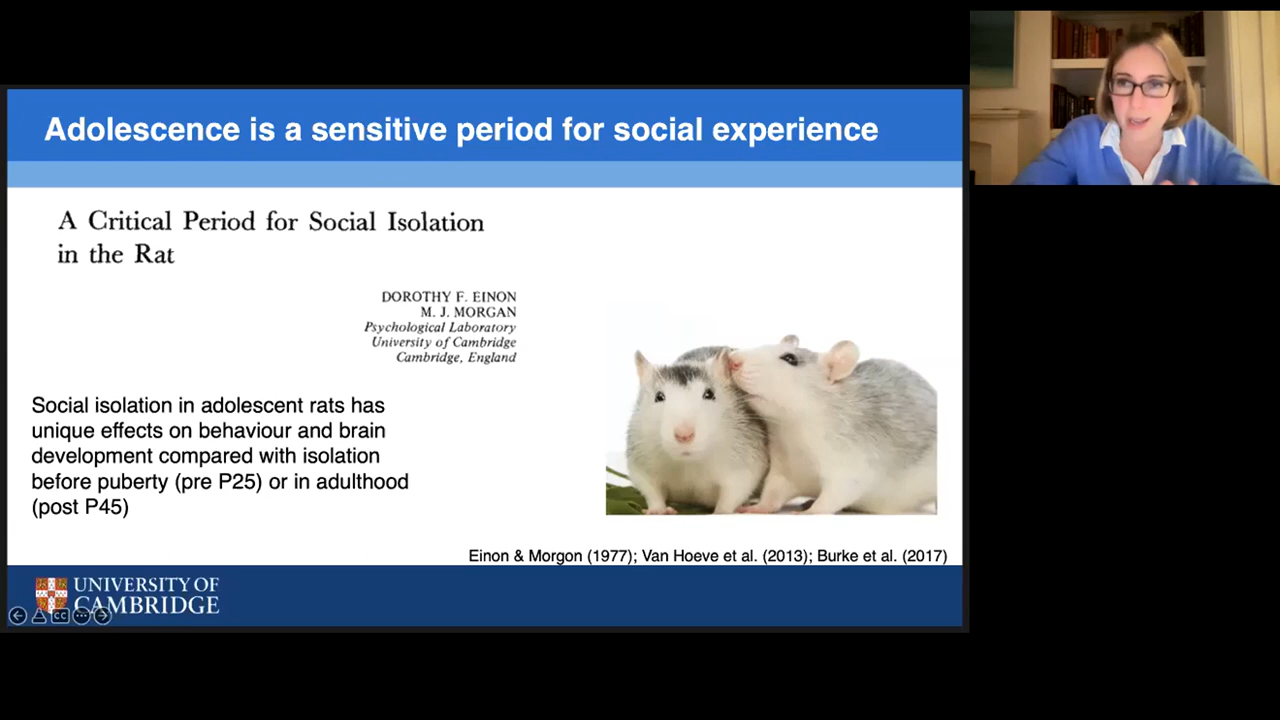 Adolescence is a sensitive period for social experience
A Critical Period for Social Isolation
in the Rat
DOROTHY F. EINON
M. J. MORGAN
Psychological Laboratory
University of Cambridge
Cambridge, England
Social isolation in adolescent rats has
unique effects on behaviour and brain
development compared with isolation
before puberty (pre P25) or in adulthood
(post P45)
Einon & Morgon (1977); Van Hoeve et al. (2013); Burke et al. (2017)
UNIVERSITY OF
CAMBRIDGE
CC